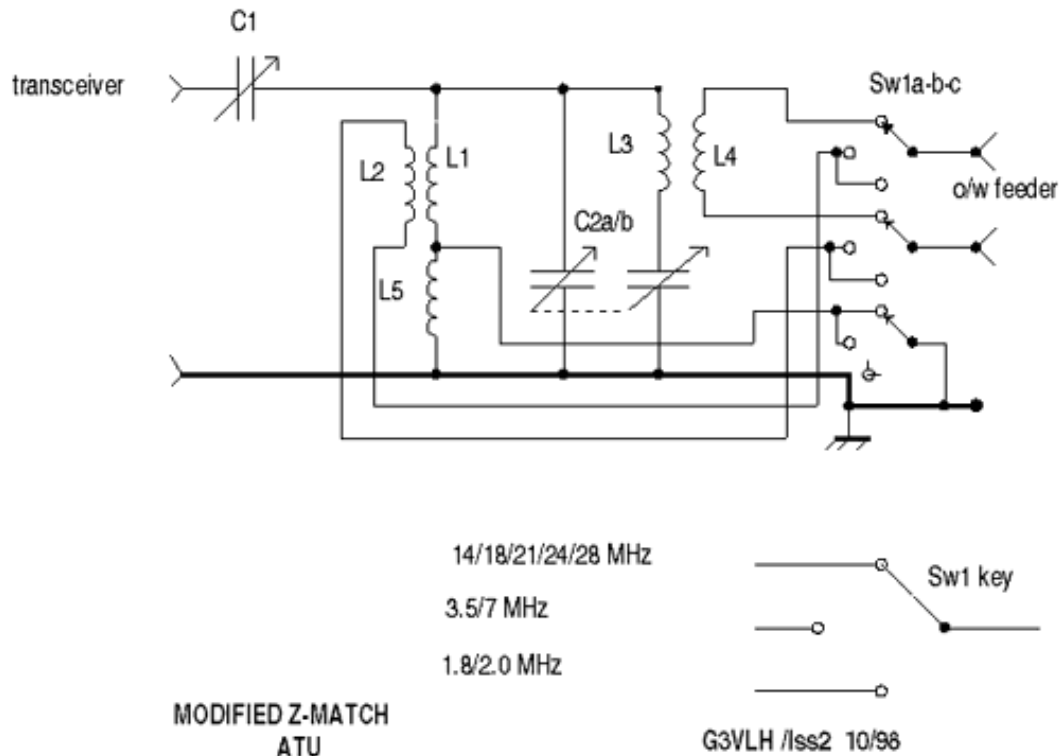 C1
transceiver
Sw1a-b-c
L2
L1
L3
L4
o/w feeder
C2a/b
L5
14/18/21/24/28 MHz
Sw1 key
3.5/7 MHz
1.8/2.0 MHz
MODIFIED Z-MATCH
ATU
G3VLH /Iss2 10/98